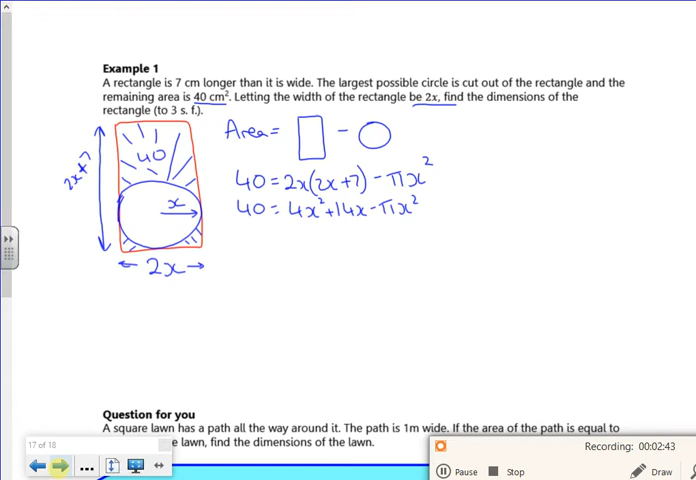 Example 1
A rectangle is 7 cm longer than it is wide. The largest possible circle is cut out of the rectangle and the
remaining area is 40 cm². Letting the width of the rectangle be 2x, find the dimensions of the
rectangle (to 3 s. f.).
Area = −
2x+7
40
40 = 2x(2x+7) − πx²
x
40 = 4x² + 14x − πx²
2x
Question for you
A square lawn has a path all the way around it. The path is 1m wide. If the area of the path is equal to
e lawn, find the dimensions of the lawn.
17 of 18
Recording: 00:02:43
Pause
Stop
Draw